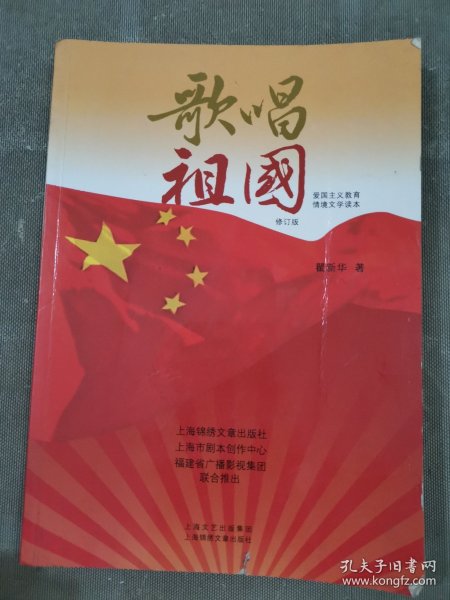 歌唱
祖國
爱国主义教育
情境文学读本
修订版
瞿新华 著
上海锦绣文章出版社
上海市剧本创作中心
福建省广播影视集团
联合推出
上海文艺出版集团
上海锦绣文章出版社
孔夫子旧书网
www.kongfz.com